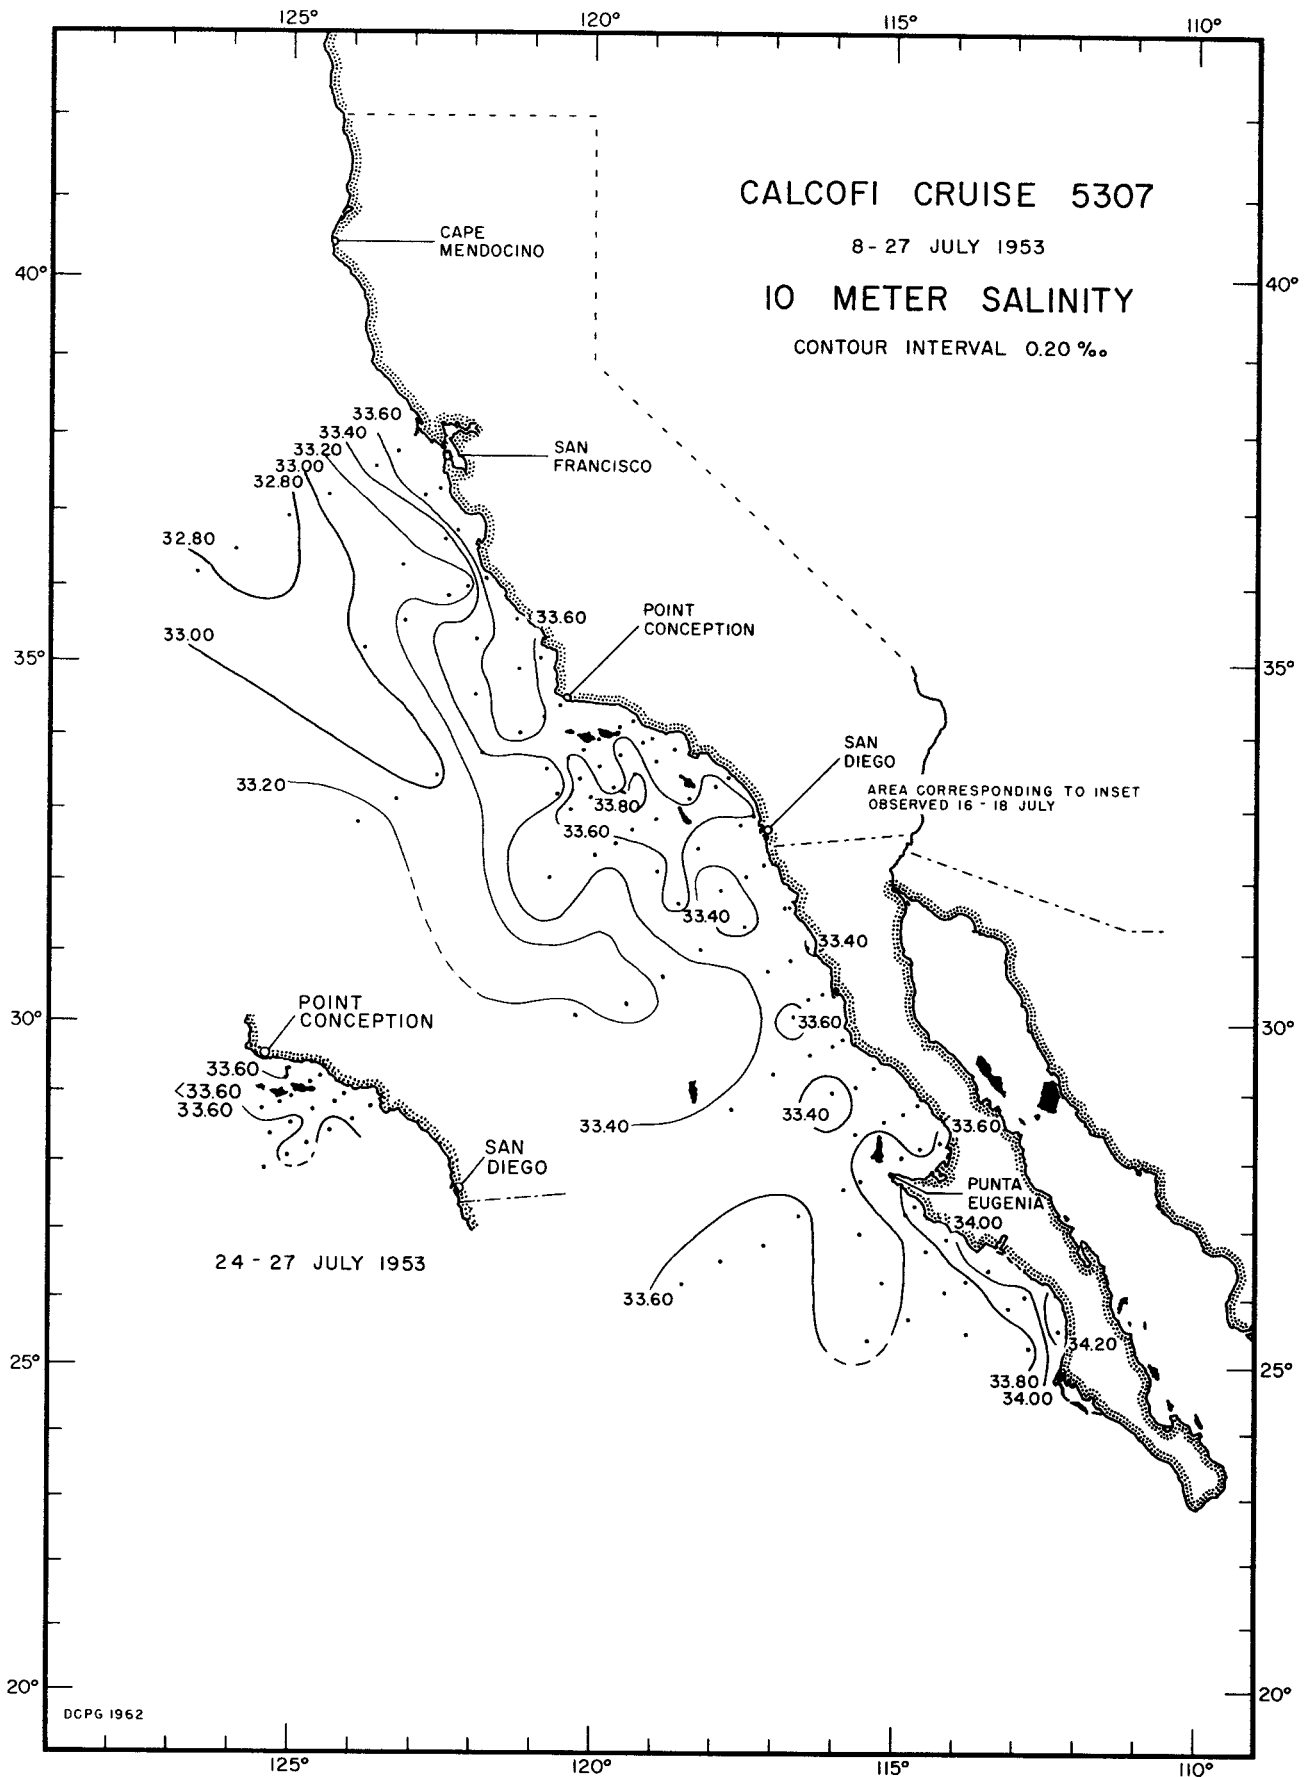 125° 120° 115° 110°
CALCOFI CRUISE 5307
8-27 JULY 1953
10 METER SALINITY
CONTOUR INTERVAL 0.20 ‰
CAPE
MENDOCINO
40° 40°
33.60
33.40
33.20
33.00
32.80
SAN
FRANCISCO
32.80
33.00
33.60
POINT
CONCEPTION
35° 35°
SAN
DIEGO
AREA CORRESPONDING TO INSET
OBSERVED 16-18 JULY
33.20
33.80
33.60
33.40
33.40
30° 30°
POINT
CONCEPTION
33.60
33.60
<33.60
33.60
33.40
33.40
33.60
SAN
DIEGO
PUNTA
EUGENIA
34.00
24-27 JULY 1953
33.60
34.20
25° 25°
33.80
34.00
20° 20°
DCPG 1962
125° 120° 115° 110°